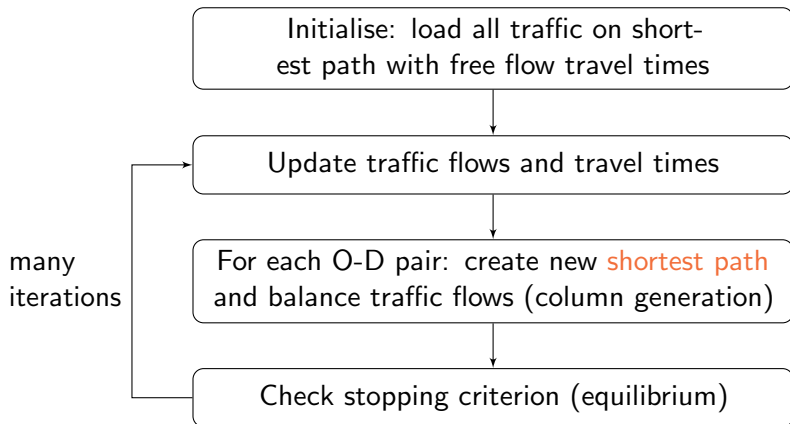 Initialise: load all traffic on short-
est path with free flow travel times
Update traffic flows and travel times
For each O-D pair: create new shortest path
and balance traffic flows (column generation)
many
iterations
Check stopping criterion (equilibrium)